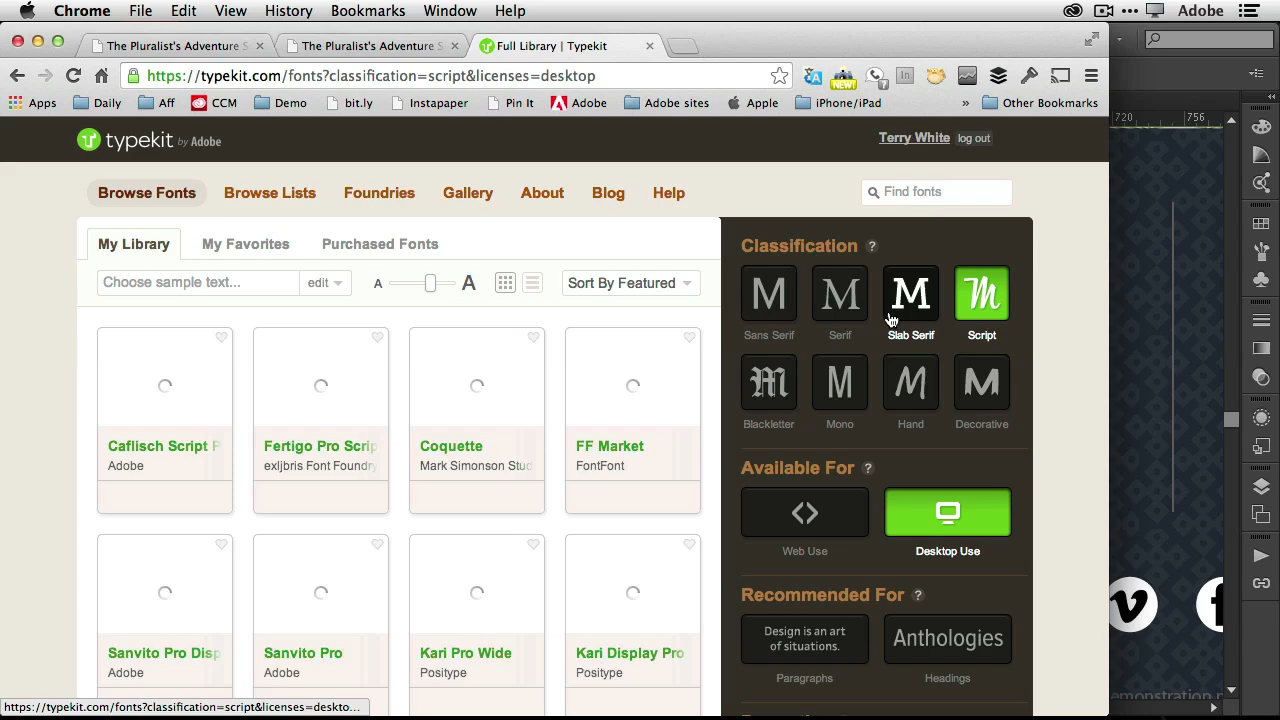 Chrome File Edit View History Bookmarks Window Help Adobe
The Pluralist's Adventure S The Pluralist's Adventure S Full Library | Typekit
https://typekit.com/fonts?classification=script&licenses=desktop
NEW!
Apps Daily Aff CCM Demo bit.ly Instapaper Pin It Adobe Adobe sites Apple iPhone/iPad » Other Bookmarks
720 756
typekit by Adobe
Terry White log out
Browse Fonts Browse Lists Foundries Gallery About Blog Help Find fonts
My Library My Favorites Purchased Fonts
Choose sample text... edit A A Sort By Featured
Classification ?
M M M M
Sans Serif Serif Slab Serif Script
M M M M
Blackletter Mono Hand Decorative
Available For ?
Web Use Desktop Use
Recommended For ?
Design is an art
of situations.
Anthologies
Paragraphs Headings
Caflisch Script P
Adobe
Fertigo Pro Scrip
exljbris Font Foundry
Coquette
Mark Simonson Stud
FF Market
FontFont
Sanvito Pro Disp
Adobe
Sanvito Pro
Adobe
Kari Pro Wide
Positype
Kari Display Pro
Positype
https://typekit.com/fonts?classification=script&licenses=deskto...
emonstration